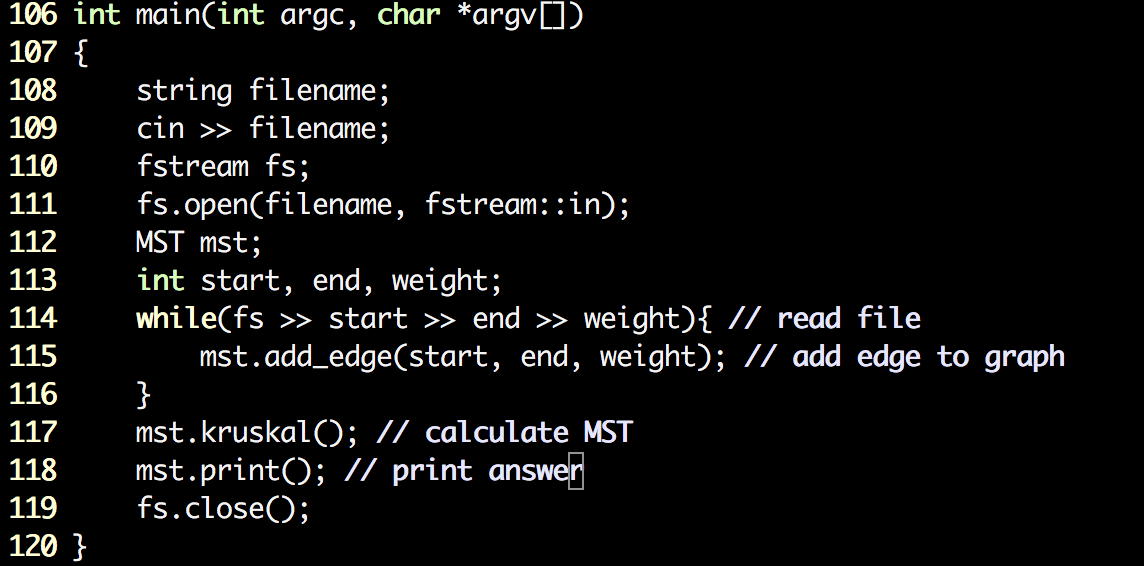 106 int main(int argc, char *argv[])
107 {
108     string filename;
109     cin >> filename;
110     fstream fs;
111     fs.open(filename, fstream::in);
112     MST mst;
113     int start, end, weight;
114     while(fs >> start >> end >> weight){ // read file
115         mst.add_edge(start, end, weight); // add edge to graph
116     }
117     mst.kruskal(); // calculate MST
118     mst.print(); // print answer
119     fs.close();
120 }